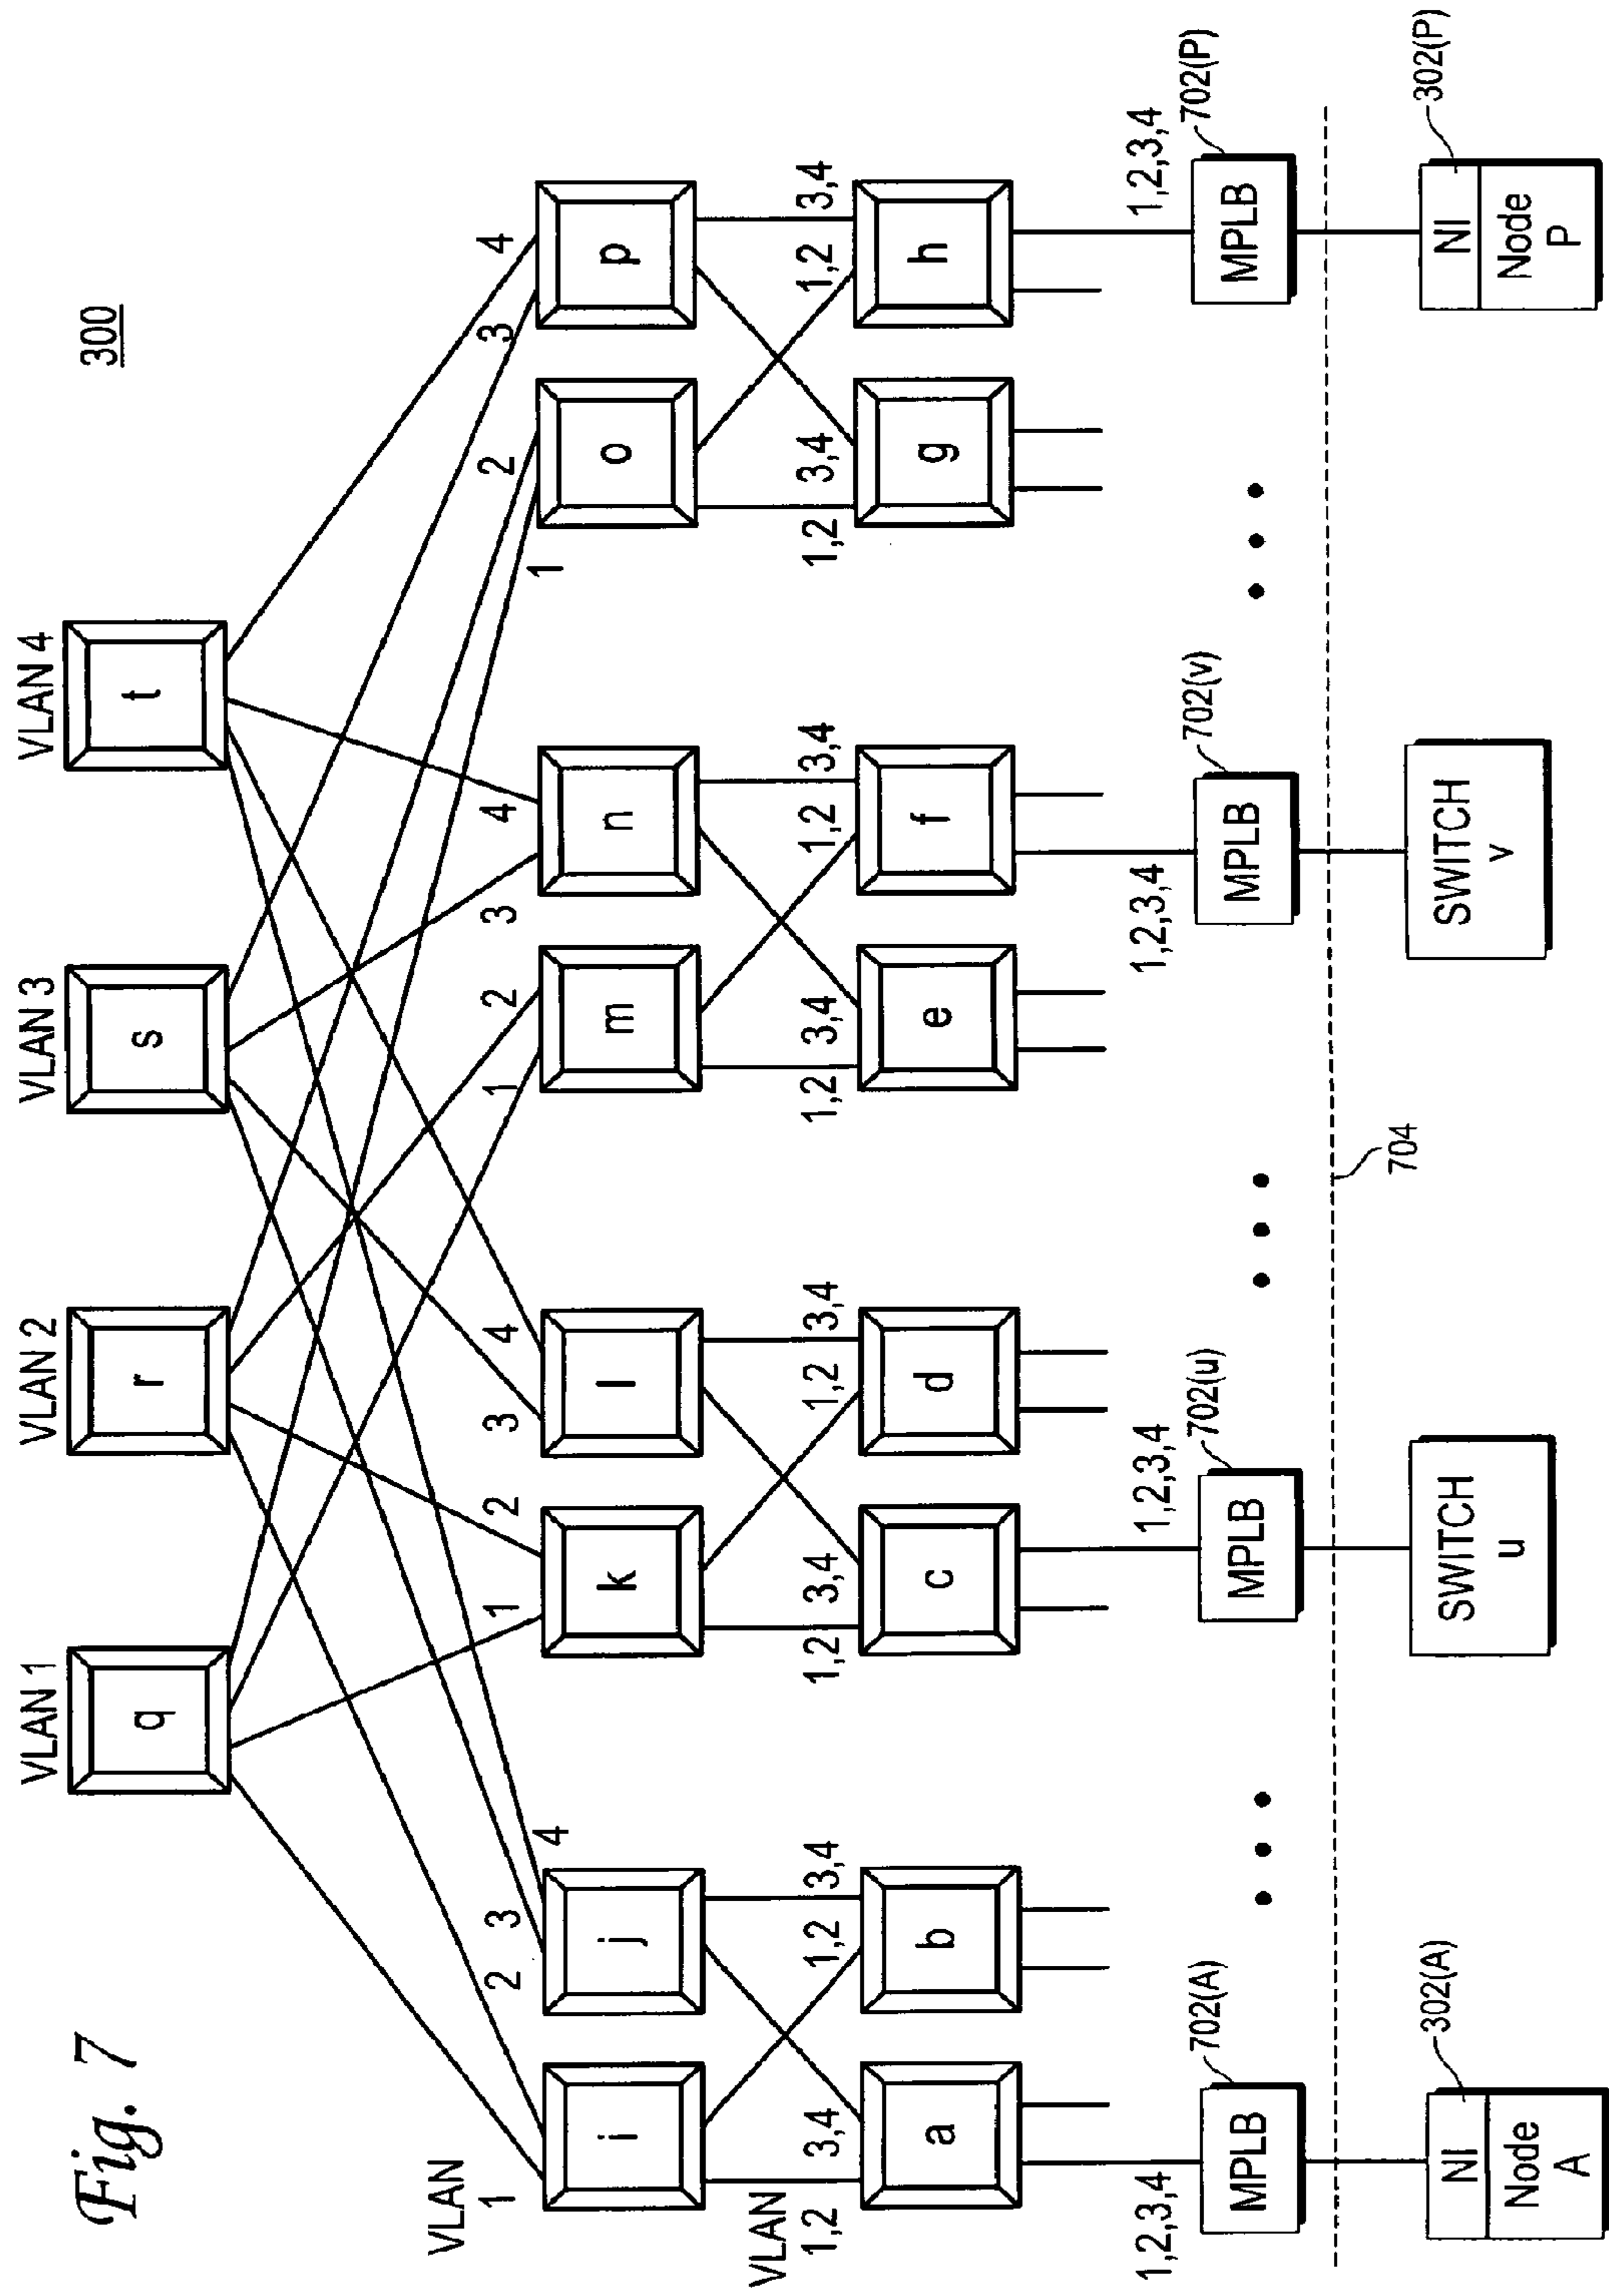 Fig. 7
300
VLAN 1
VLAN 2
VLAN 3
VLAN 4
q
r
s
t
VLAN
1
2
3
4
1
2
3
4
1
2
3
4
1
2
3
4
i
j
k
l
m
n
o
p
VLAN
1,2
3,4
1,2
3,4
1,2
3,4
1,2
3,4
1,2
3,4
1,2
3,4
1,2
3,4
1,2
3,4
a
b
c
d
e
f
g
h
1,2,3,4
702(A)
1,2,3,4
702(u)
1,2,3,4
702(v)
1,2,3,4
702(P)
MPLB
MPLB
MPLB
MPLB
704
302(A)
302(P)
NI
Node
A
SWITCH
u
SWITCH
v
NI
Node
P